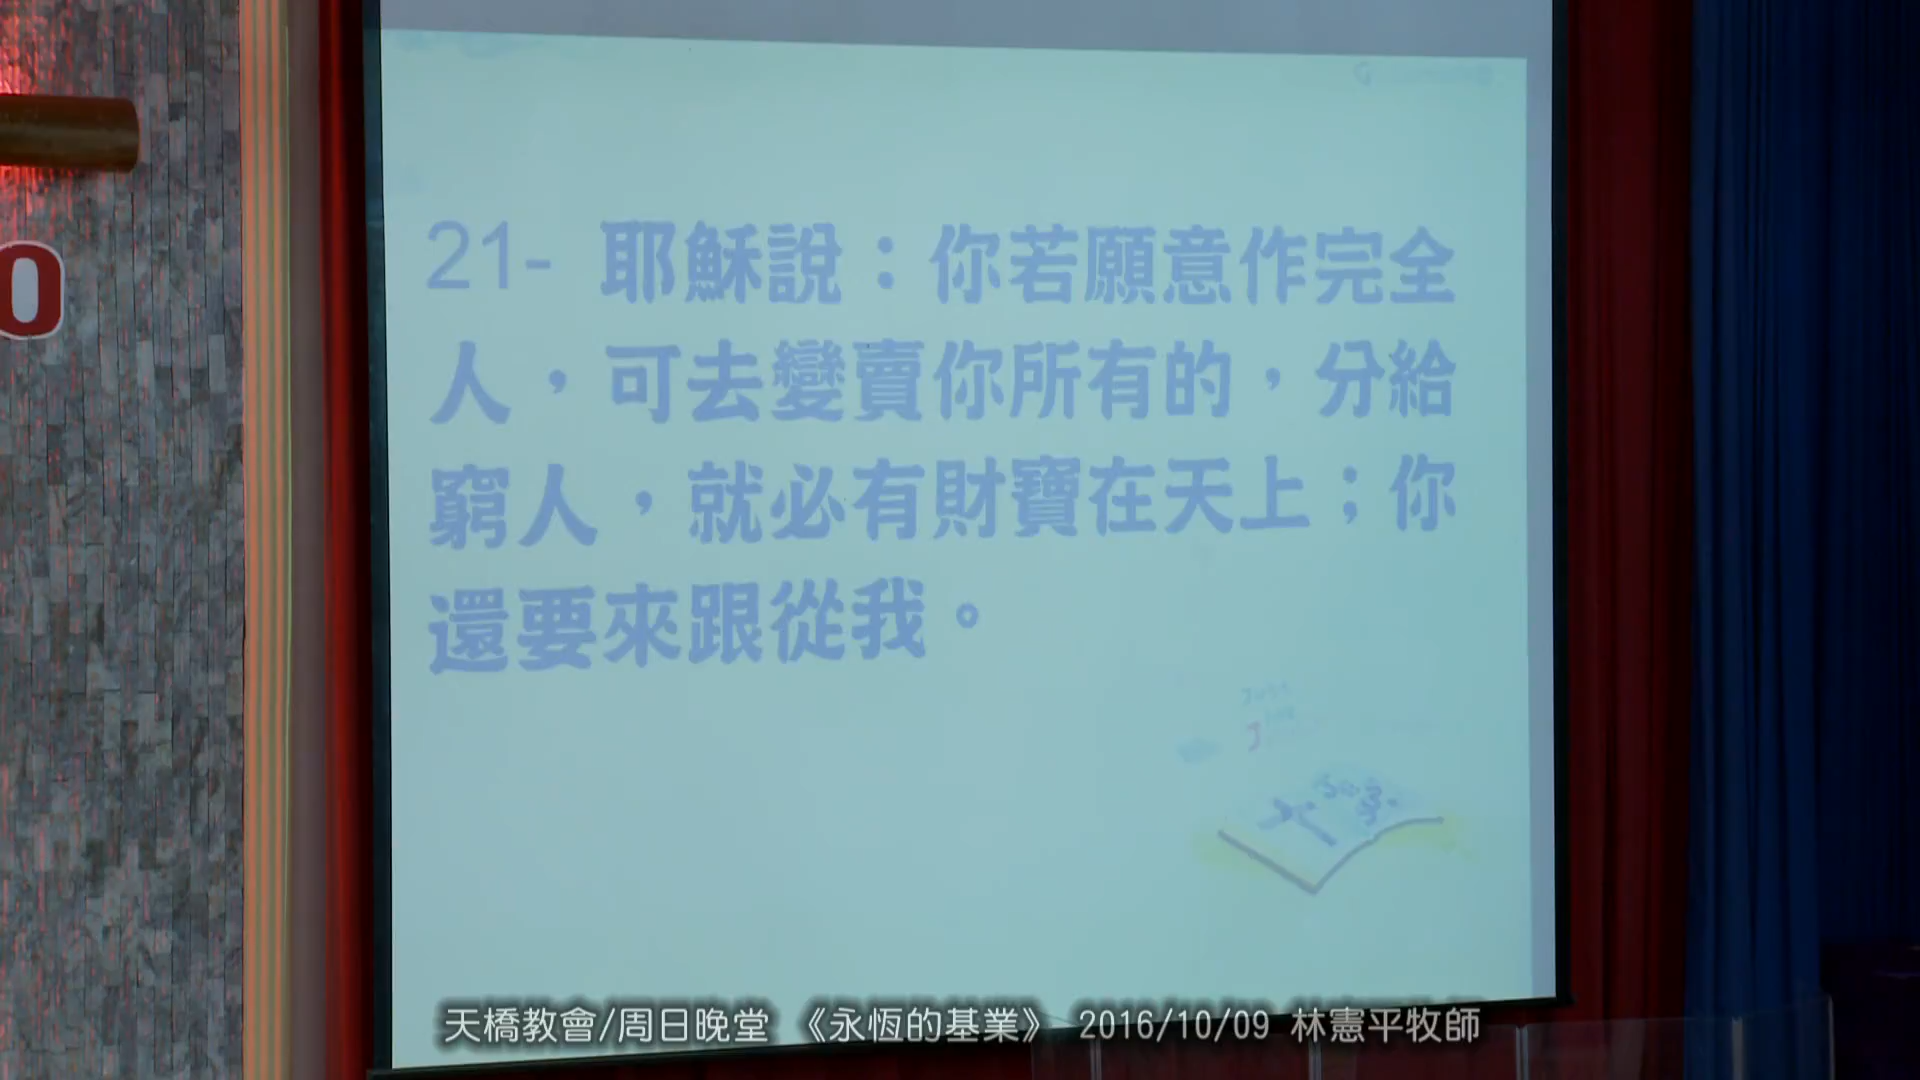 21- 耶穌說：你若願意作完全
人，可去變賣你所有的，分給
窮人，就必有財寶在天上；你
還要來跟從我。
天橋教會/周日晚堂 《永恆的基業》 2016/10/09 林憲平牧師
0